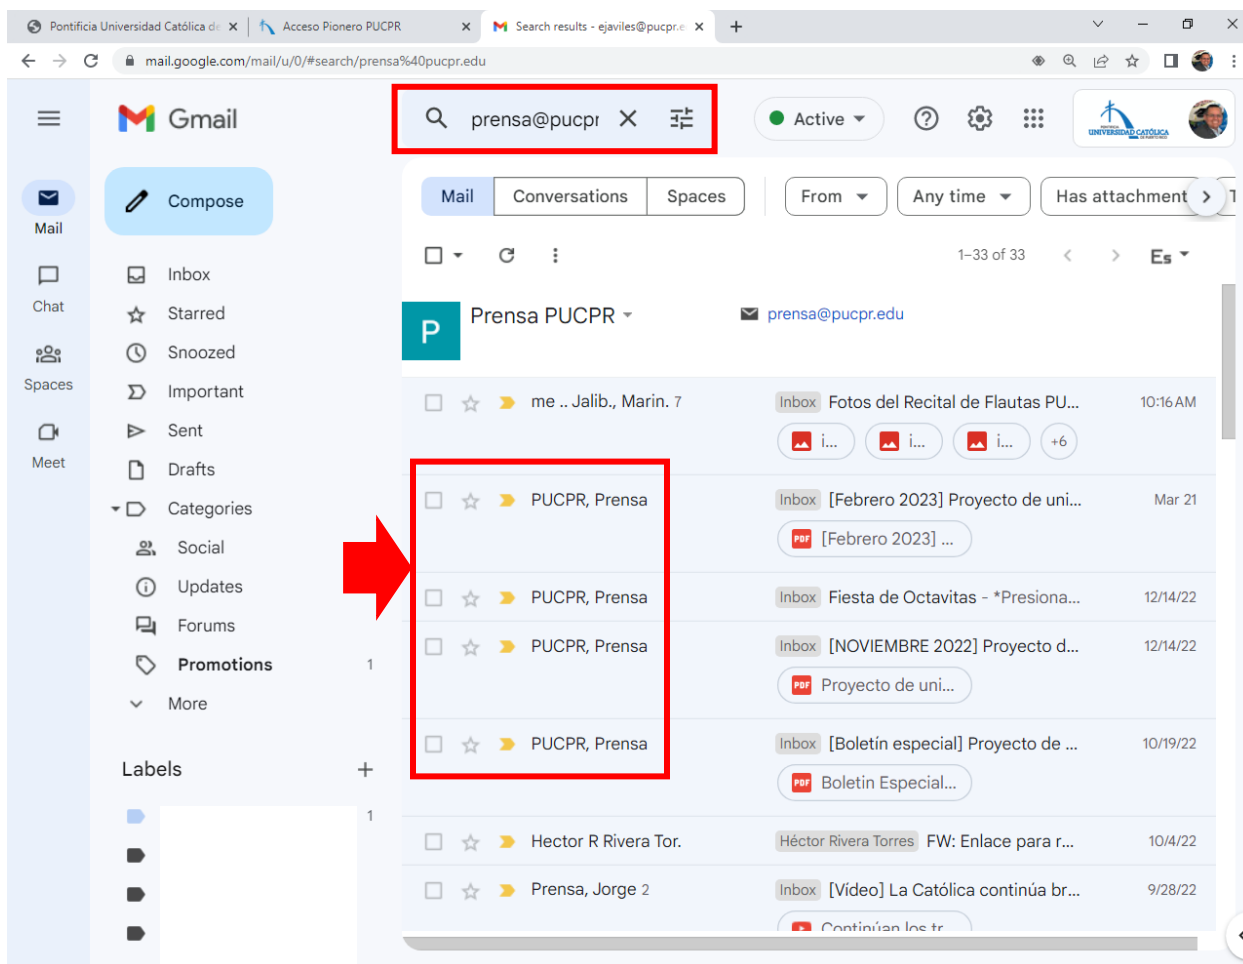 Pontificia Universidad Católica de
Acceso Pionero PUCPR
Search results - ejaviles@pucpr.e
mail.google.com/mail/u/0/#search/prensa%40pucpr.edu
Gmail
prensa@pucpr
Active
UNIVERSIDAD CATÓLICA
Mail
Chat
Spaces
Meet
Compose
Inbox
Starred
Snoozed
Important
Sent
Drafts
Categories
Social
Updates
Forums
Promotions 1
More
Labels
1
Mail Conversations Spaces From Any time Has attachment T
1–33 of 33 Es
P Prensa PUCPR prensa@pucpr.edu
me .. Jalib., Marin. 7 Inbox Fotos del Recital de Flautas PU... 10:16 AM
i... i... i... +6
PUCPR, Prensa Inbox [Febrero 2023] Proyecto de uni... Mar 21
PDF [Febrero 2023] ...
PUCPR, Prensa Inbox Fiesta de Octavitas - *Presiona... 12/14/22
PUCPR, Prensa Inbox [NOVIEMBRE 2022] Proyecto d... 12/14/22
PDF Proyecto de uni...
PUCPR, Prensa Inbox [Boletín especial] Proyecto de ... 10/19/22
PDF Boletin Especial...
Hector R Rivera Tor. Héctor Rivera Torres FW: Enlace para r... 10/4/22
Prensa, Jorge 2 Inbox [Vídeo] La Católica continúa br... 9/28/22
Continúan los tr...